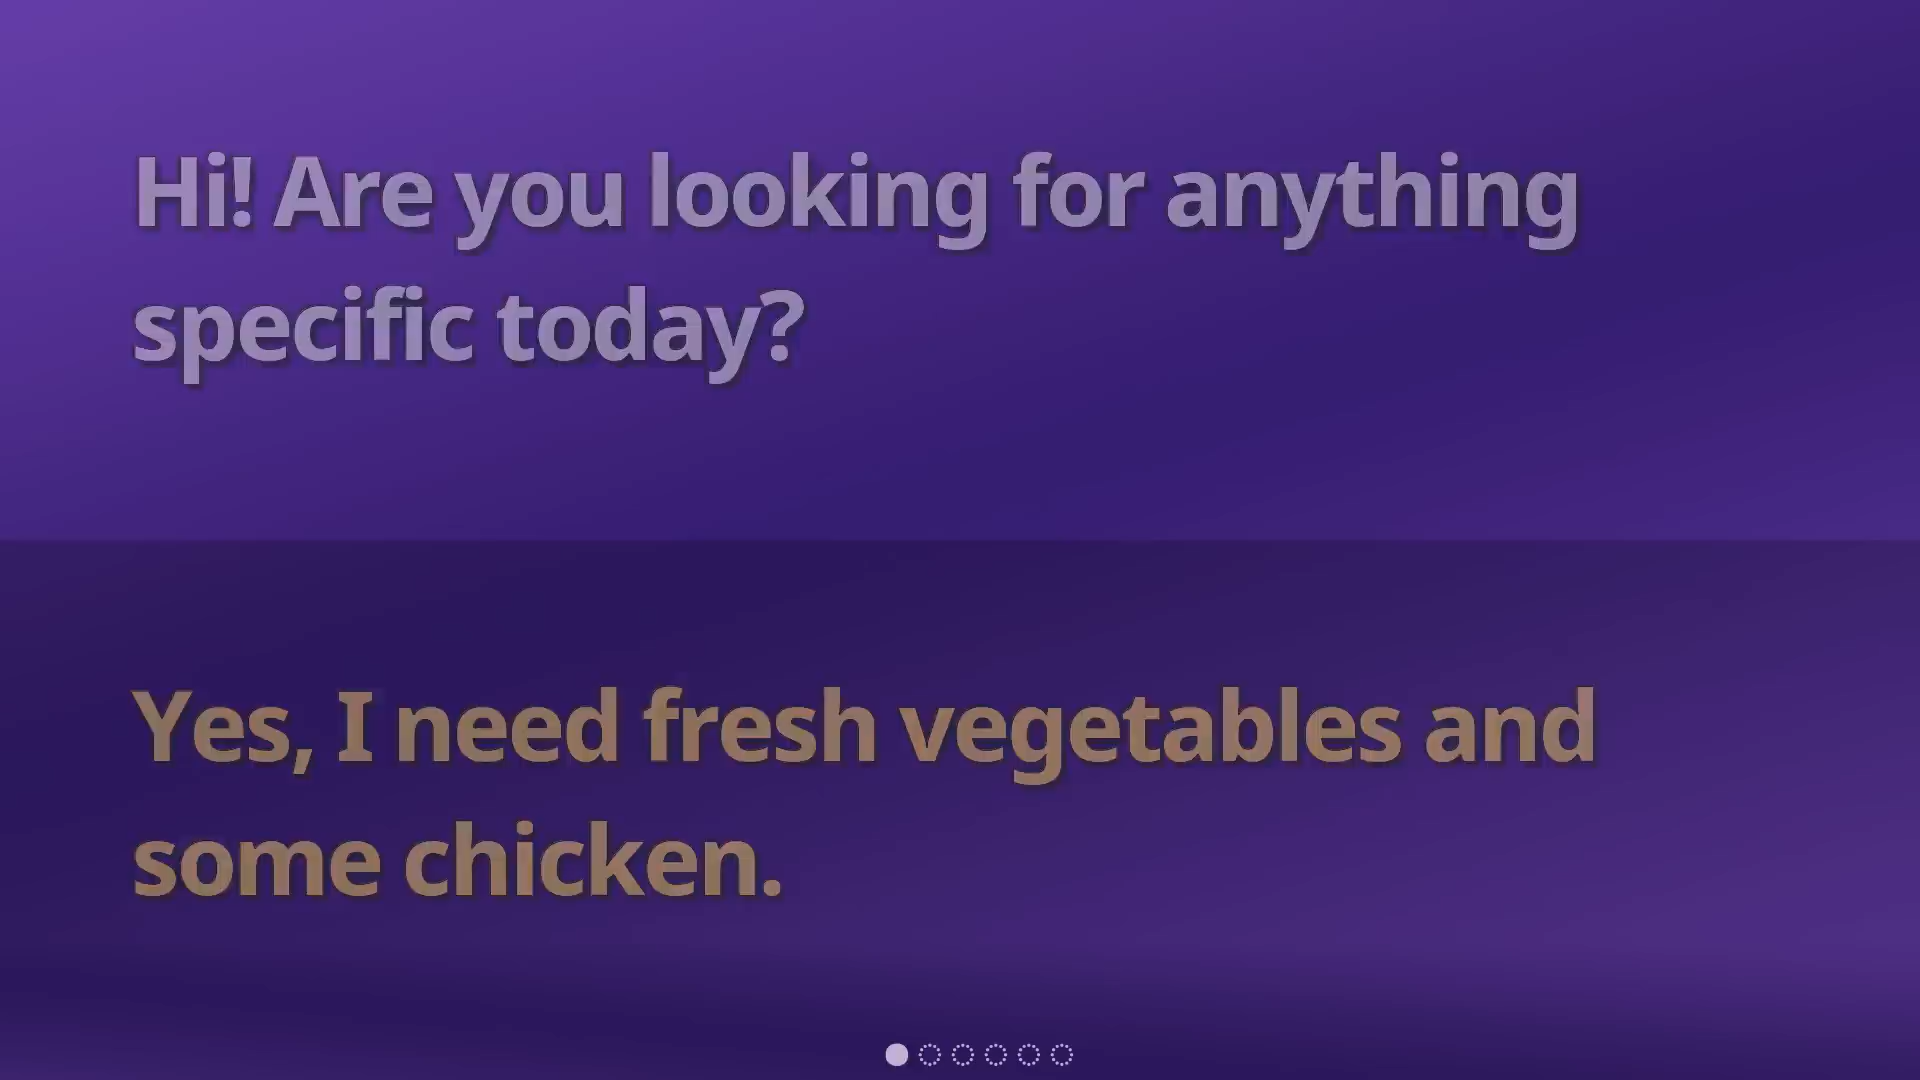 Hi! Are you looking for anything
specific today?
Yes, I need fresh vegetables and
some chicken.